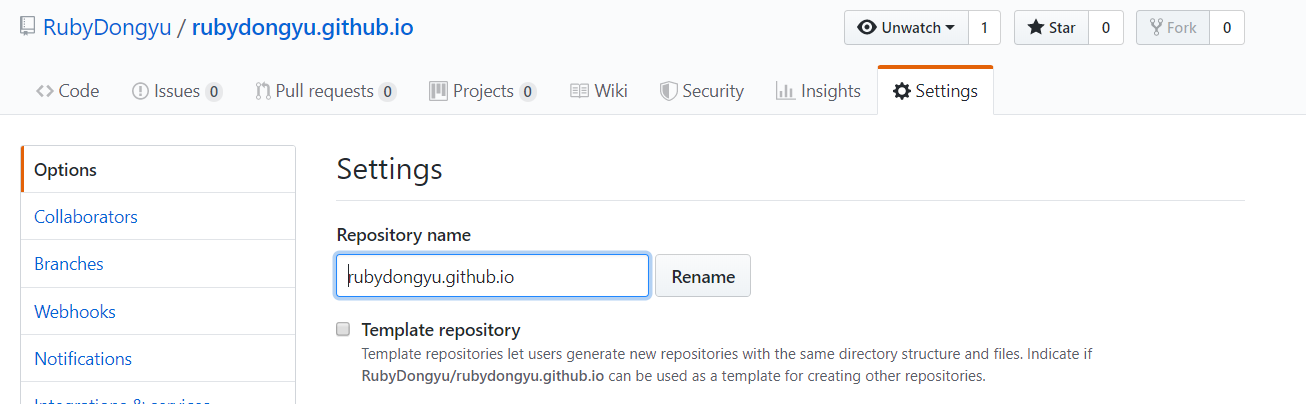 RubyDongyu / rubydongyu.github.io
Unwatch 1 Star 0 Fork 0
Code Issues 0 Pull requests 0 Projects 0 Wiki Security Insights Settings
Options
Collaborators
Branches
Webhooks
Notifications
Integrations & services
Settings
Repository name
rubydongyu.github.io Rename
Template repository
Template repositories let users generate new repositories with the same directory structure and files. Indicate if
RubyDongyu/rubydongyu.github.io can be used as a template for creating other repositories.